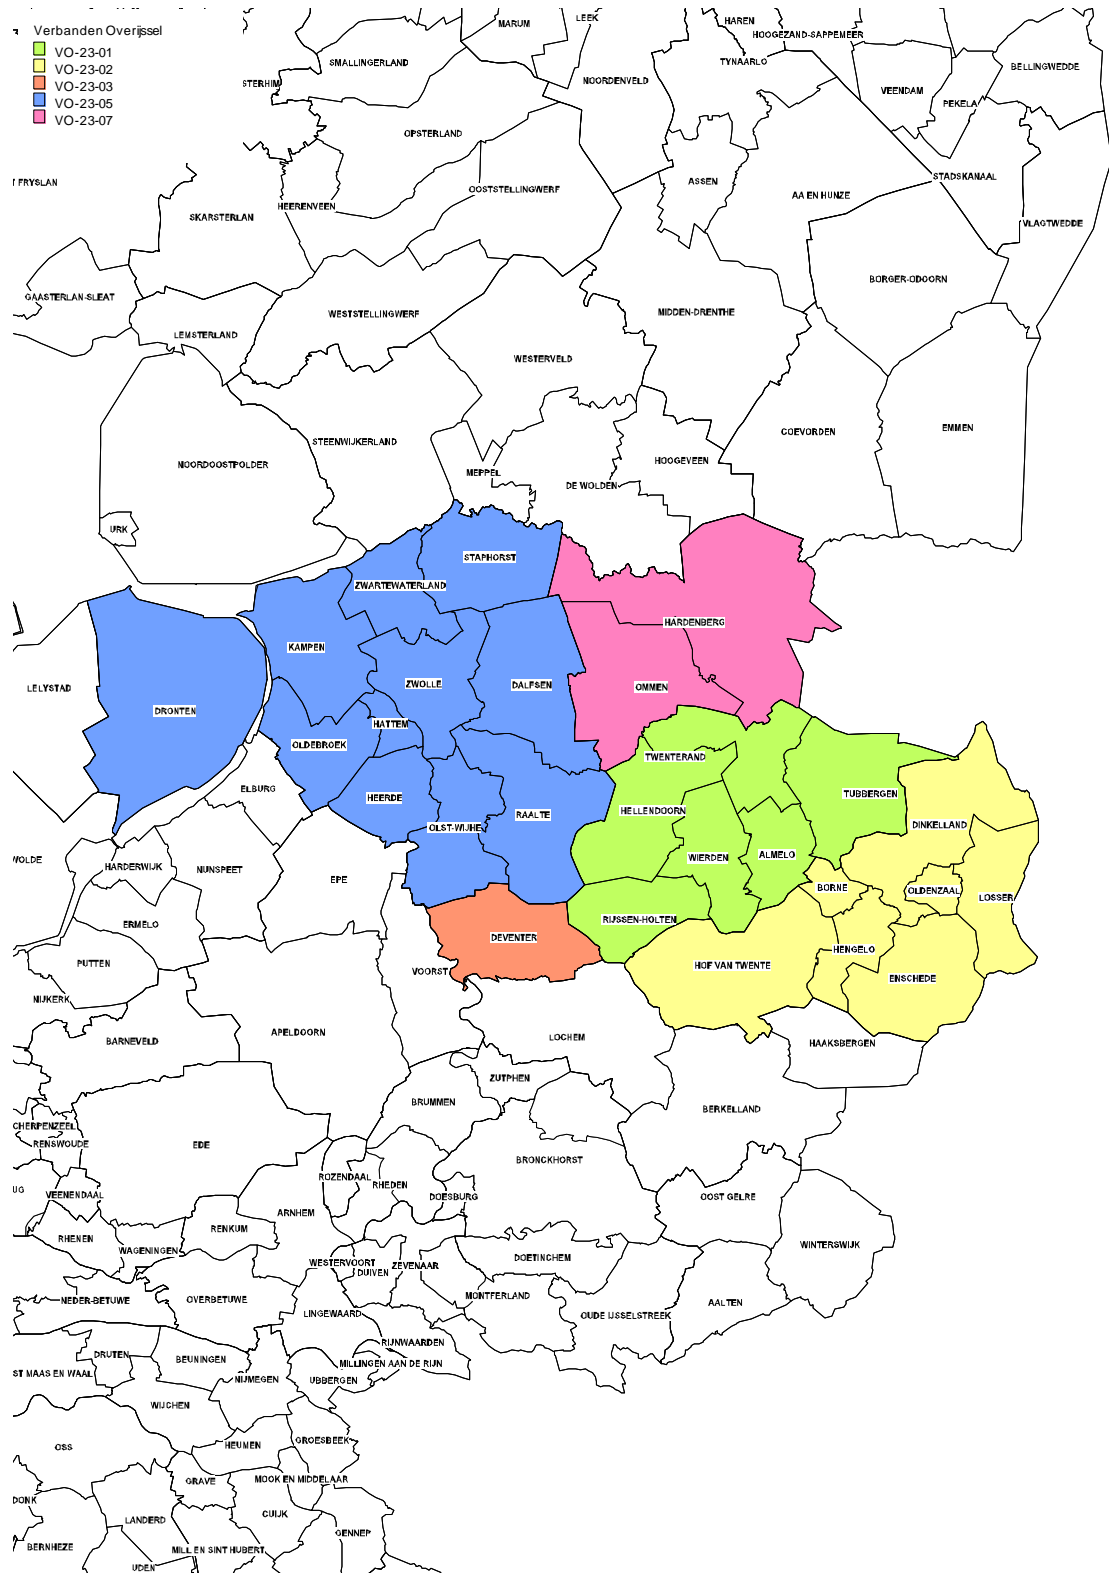 Verbanden Overijssel
VO-23-01
VO-23-02
VO-23-03
VO-23-05
VO-23-07
MARUM
LEEK
HAREN
HOOGEZAND-SAPPEMEER
SMALLINGERLAND
TYNAARLO
BELLINGWEDDE
STERHIM
NOORDENVELD
VEENDAM
PEKELA
OPSTERLAND
T FRYSLAN
ASSEN
STADSKANAAL
OOSTSTELLINGWERF
AA EN HUNZE
HEERENVEEN
SKARSTERLAN
VLAGTWEDDE
BORGER-ODOORN
GAASTERLAN-SLEAT
WESTSTELLINGWERF
MIDDEN-DRENTHE
LEMSTERLAND
WESTERVELD
EMMEN
COEVORDEN
STEENWIJKERLAND
HOOGEVEEN
NOORDOOSTPOLDER
MEPPEL
DE WOLDEN
URK
STAPHORST
ZWARTEWATERLAND
HARDENBERG
KAMPEN
ZWOLLE
DALFSEN
OMMEN
LELYSTAD
DRONTEN
HATTEM
OLDEBROEK
TWENTERAND
ELBURG
TUBBERGEN
HEERDE
HELLENDOORN
RAALTE
DINKELLAND
OLST-WIJHE
ALMELO
WIERDEN
WOLDE
HARDERWIJK
NUNSPEET
EPE
BORNE
OLDENZAAL
LOSSER
RIJSSEN-HOLTEN
ERMELO
DEVENTER
HENGELO
PUTTEN
HOF VAN TWENTE
VOORST
ENSCHEDE
NIJKERK
APELDOORN
LOCHEM
BARNEVELD
HAAKSBERGEN
ZUTPHEN
BRUMMEN
BERKELLAND
CHERPENZEEL
RENSWOUDE
EDE
BRONCKHORST
ROZENDAAL
RHEDEN
UG
VEENENDAAL
DOESBURG
OOST GELRE
ARNHEM
RENKUM
RHENEN
WINTERSWIJK
WAGENINGEN
DOETINCHEM
WESTERVOORT
ZEVENAAR
DUIVEN
MONTFERLAND
NEDER-BETUWE
OVERBETUWE
AALTEN
LINGEWAARD
OUDE IJSSELSTREEK
RIJNWAARDEN
DRUTEN
BEUNINGEN
MILLINGEN AAN DE RIJN
ST MAAS EN WAAL
NIJMEGEN
UBBERGEN
WIJCHEN
GROESBEEK
HEUMEN
OSS
MOOK EN MIDDELAAR
GRAVE
DONK
CUIJK
LANDERD
GENNEP
BERNHEZE
MILL EN SINT HUBERT
UDEN